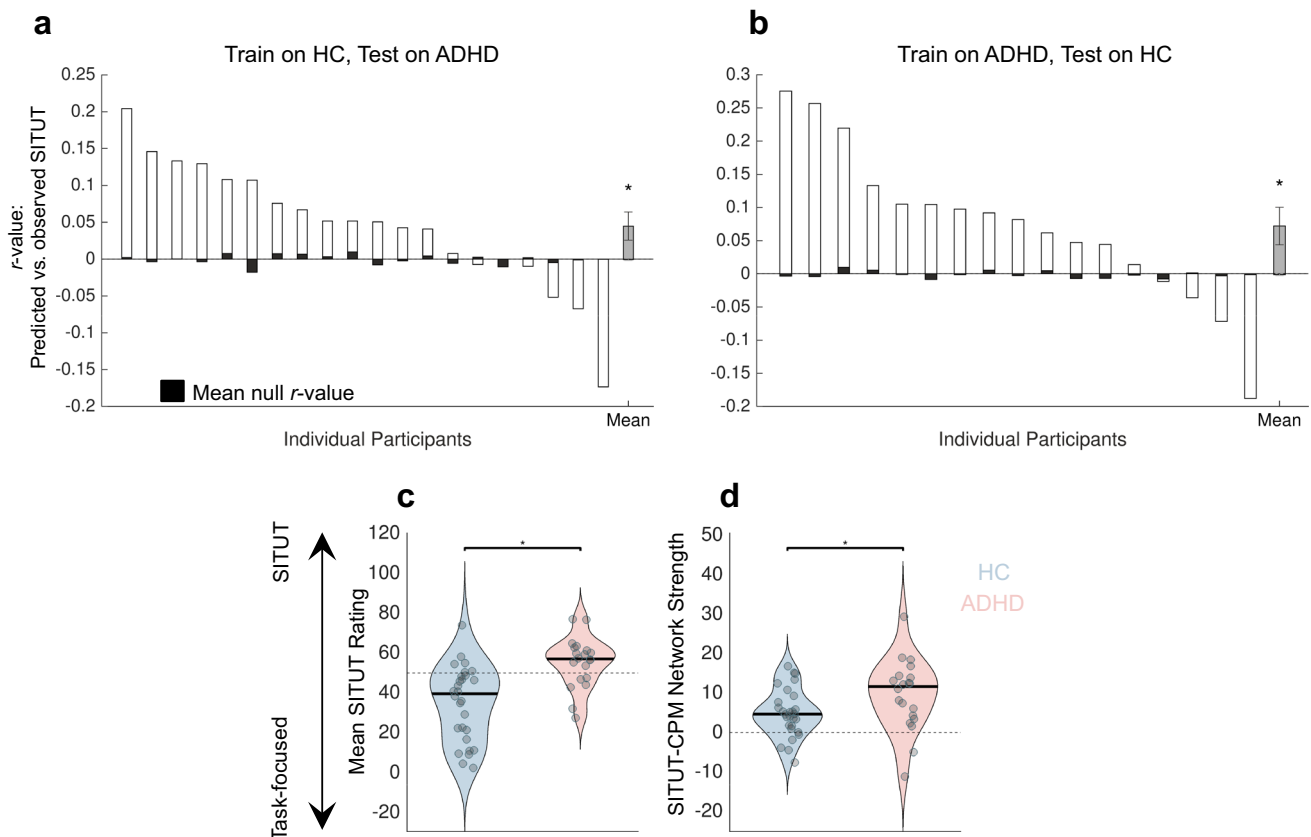 a
Train on HC, Test on ADHD
r-value:
Predicted vs. observed SITUT
0.25
0.2
0.15
0.1
0.05
0
-0.05
-0.1
-0.15
-0.2
*
Mean null r-value
Mean
Individual Participants
b
Train on ADHD, Test on HC
0.3
0.25
0.2
0.15
0.1
0.05
0
-0.05
-0.1
-0.15
-0.2
*
Mean
Individual Participants
SITUT
Task-focused
c
Mean SITUT Rating
120
100
80
60
40
20
0
-20
*
d
SITUT-CPM Network Strength
50
40
30
20
10
0
-10
-20
*
HC
ADHD